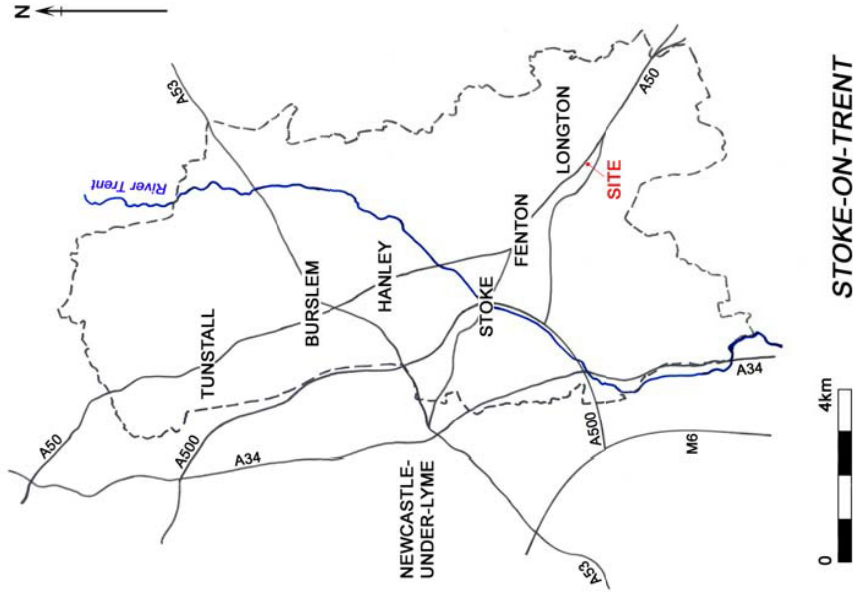 N
A53
River Trent
A50
TUNSTALL
BURSLEM
HANLEY
A500
A34
NEWCASTLE-
UNDER-LYME
STOKE
FENTON
LONGTON
SITE
A50
A53
A500
M6
A34
0
4km
STOKE-ON-TRENT